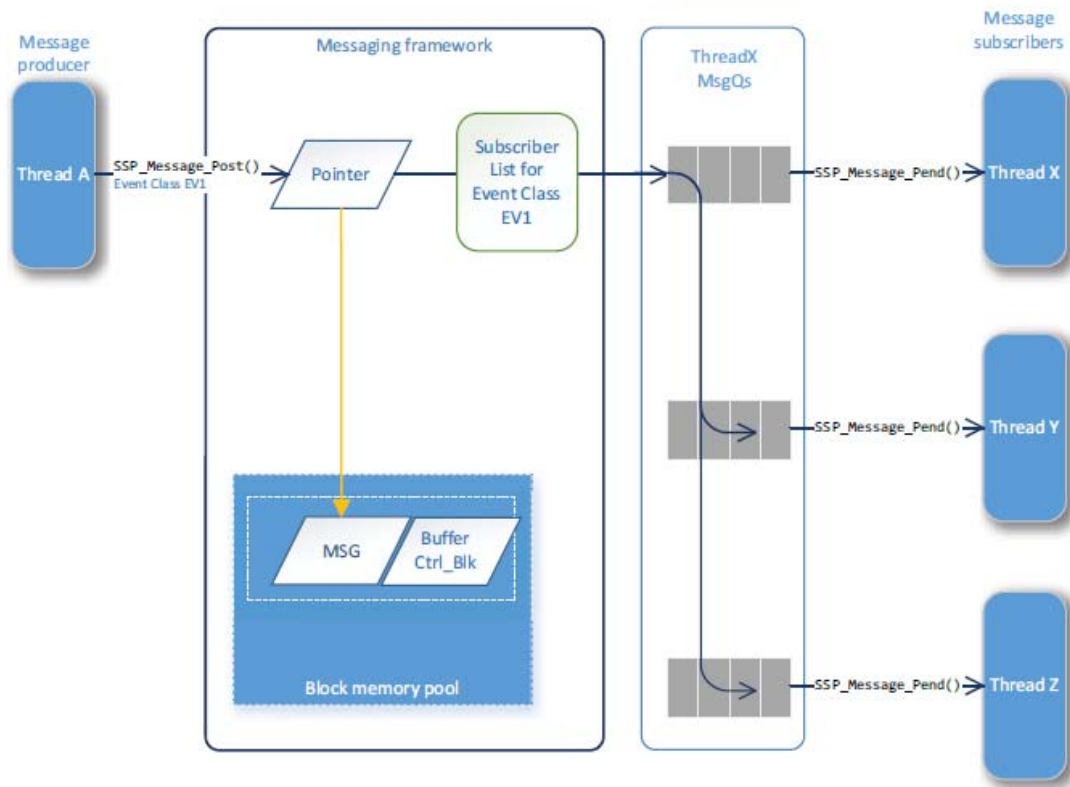 Message
producer
Thread A
SSP_Message_Post()
Event Class EV1
Messaging framework
Pointer
Subscriber
List for
Event Class
EV1
MSG
Buffer
Ctrl_Blk
Block memory pool
ThreadX
MsgQs
SSP_Message_Pend()
SSP_Message_Pend()
SSP_Message_Pend()
Message
subscribers
Thread X
Thread Y
Thread Z